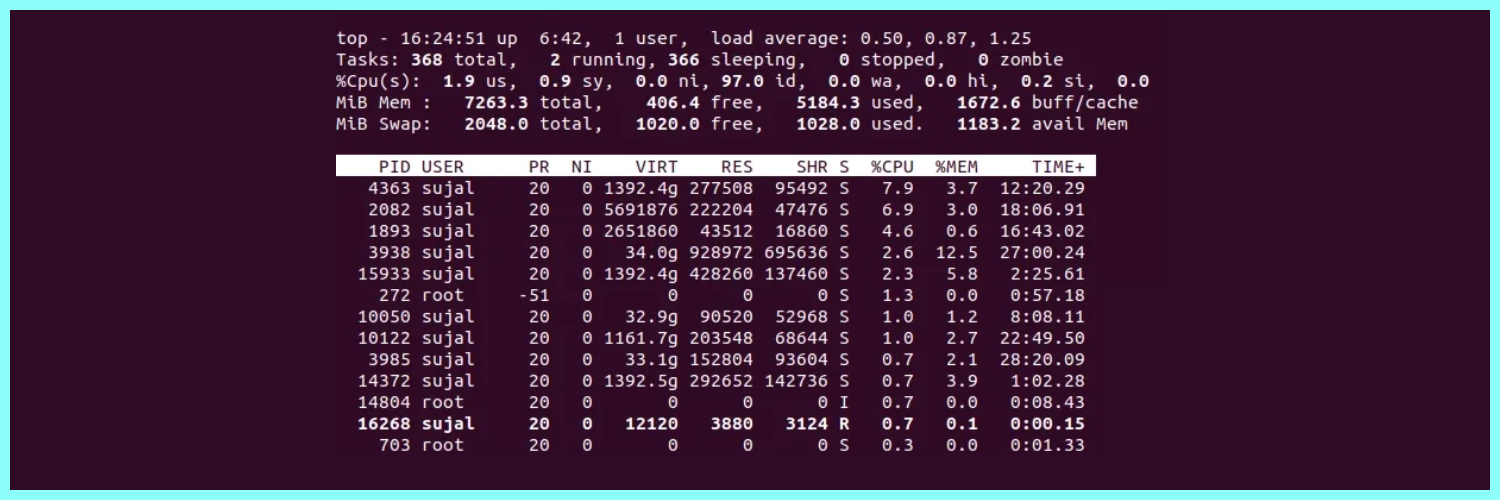 top - 16:24:51 up  6:42,  1 user,  load average: 0.50, 0.87, 1.25
Tasks: 368 total,   2 running, 366 sleeping,   0 stopped,   0 zombie
%Cpu(s):  1.9 us,  0.9 sy,  0.0 ni, 97.0 id,  0.0 wa,  0.0 hi,  0.2 si,  0.0
MiB Mem :   7263.3 total,    406.4 free,   5184.3 used,   1672.6 buff/cache
MiB Swap:   2048.0 total,   1020.0 free,   1028.0 used.   1183.2 avail Mem
PID USER      PR  NI    VIRT    RES    SHR S  %CPU  %MEM     TIME+
4363 sujal     20   0 1392.4g 277508  95492 S   7.9   3.7  12:20.29
2082 sujal     20   0 5691876 222204  47476 S   6.9   3.0  18:06.91
1893 sujal     20   0 2651860  43512  16860 S   4.6   0.6  16:43.02
3938 sujal     20   0   34.0g 928972 695636 S   2.6  12.5  27:00.24
15933 sujal     20   0 1392.4g 428260 137460 S   2.3   5.8   2:25.61
272 root     -51   0       0      0      0 S   1.3   0.0   0:57.18
10050 sujal     20   0   32.9g  90520  52968 S   1.0   1.2   8:08.11
10122 sujal     20   0 1161.7g 203548  68644 S   1.0   2.7  22:49.50
3985 sujal     20   0   33.1g 152804  93604 S   0.7   2.1  28:20.09
14372 sujal     20   0 1392.5g 292652 142736 S   0.7   3.9   1:02.28
14804 root      20   0       0      0      0 I   0.7   0.0   0:08.43
16268 sujal     20   0   12120   3880   3124 R   0.7   0.1   0:00.15
703 root      20   0       0      0      0 S   0.3   0.0   0:01.33